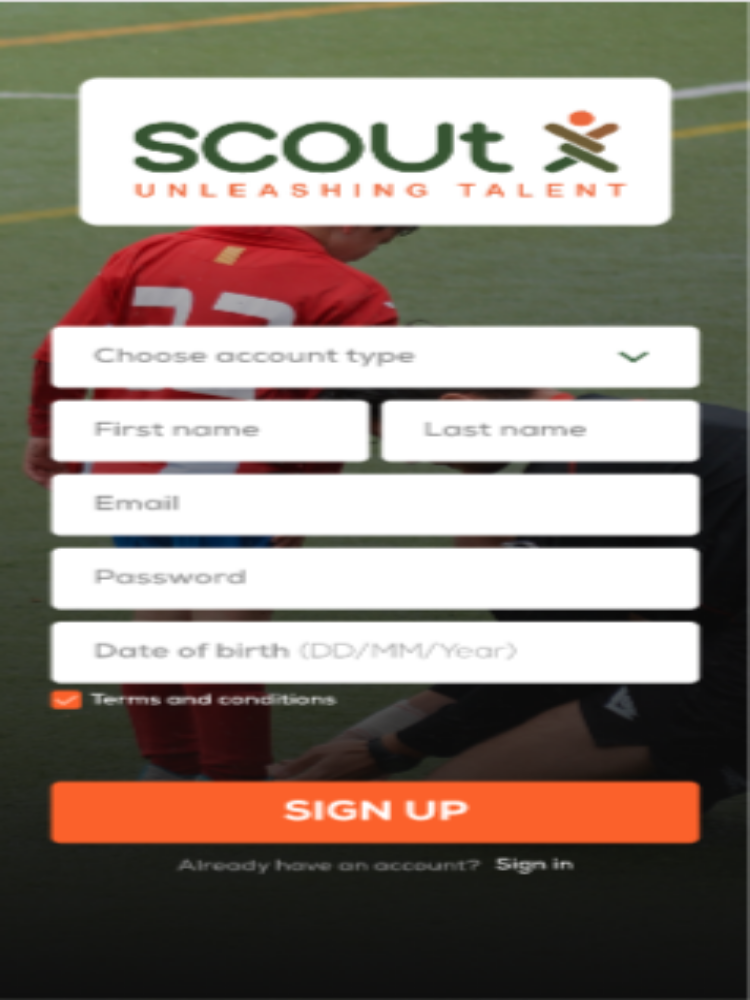 scout
UNLEASHING TALENT
Choose account type
First name Last name
Email
Password
Date of birth (DD/MM/Year)
Terms and conditions
SIGN UP
Already have an account? Sign in